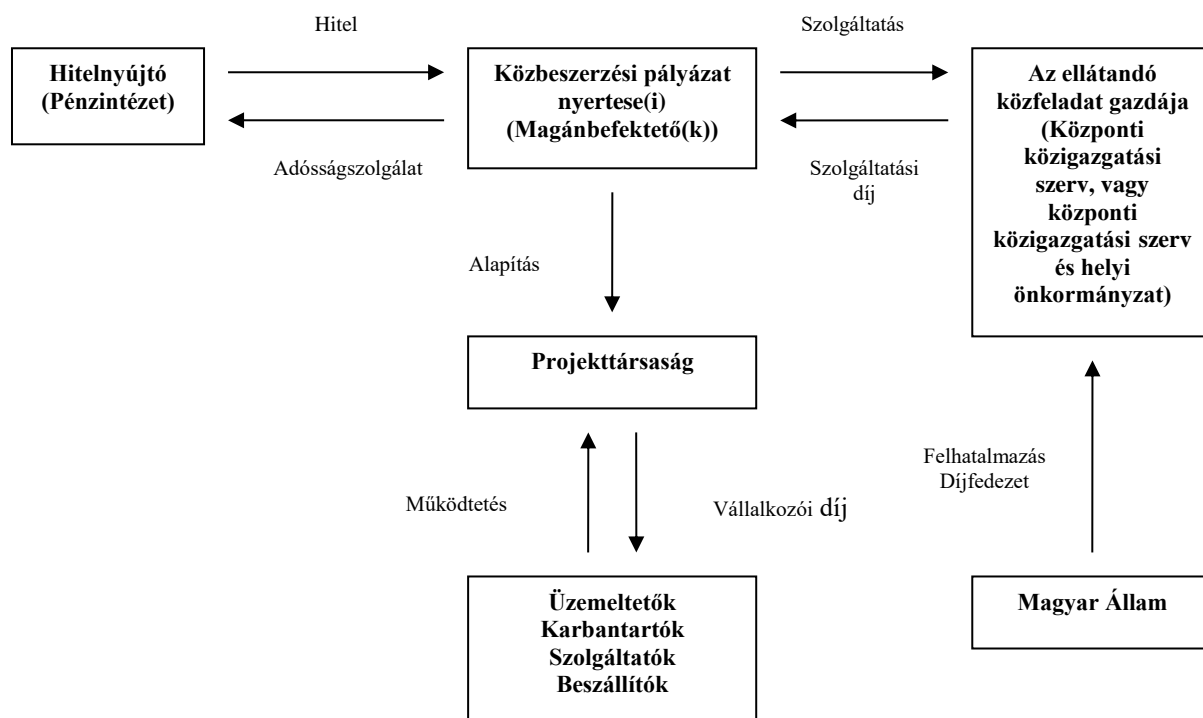 Hitel
Szolgáltatás
Hitelnyújtó
(Pénzintézet)
Közbeszerzési pályázat
nyertese(i)
(Magánbefektető(k))
Az ellátandó
közfeladat gazdája
(Központi
közigazgatási
szerv, vagy
központi
közigazgatási szerv
és helyi
önkormányzat)
Adósságszolgálat
Szolgáltatási
díj
Alapítás
Projekttársaság
Működtetés
Vállalkozói díj
Felhatalmazás
Díjfedezet
Üzemeltetők
Karbantartók
Szolgáltatók
Beszállítók
Magyar Állam